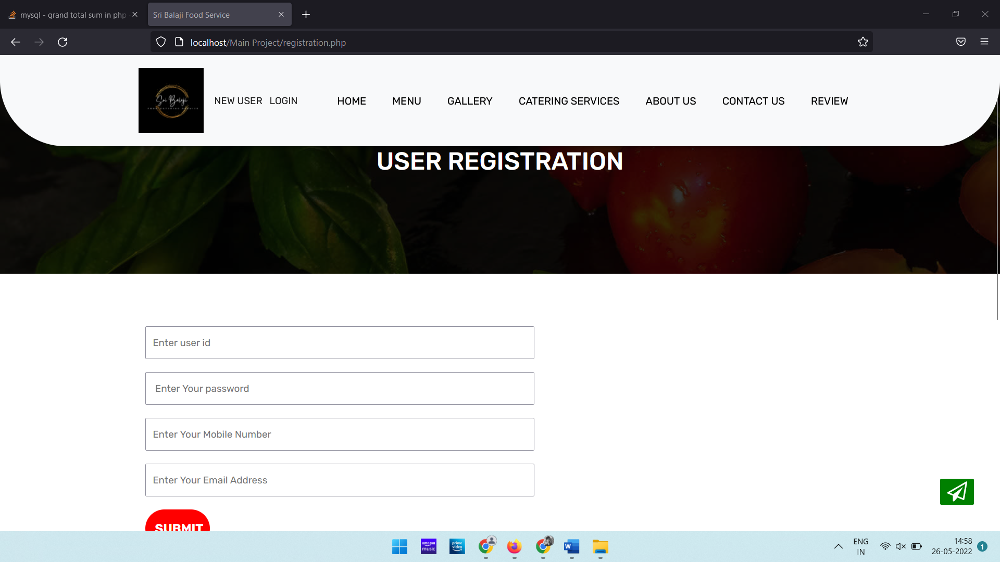 mysql - grand total sum in php
Sri Balaji Food Service
localhost/Main Project/registration.php
Sri Balaji
NEW USER LOGIN HOME MENU GALLERY CATERING SERVICES ABOUT US CONTACT US REVIEW
USER REGISTRATION
Enter user id
Enter Your password
Enter Your Mobile Number
Enter Your Email Address
SUBMIT
amazon
music
prime
video
W
ENG
IN
14:58
26-05-2022
1